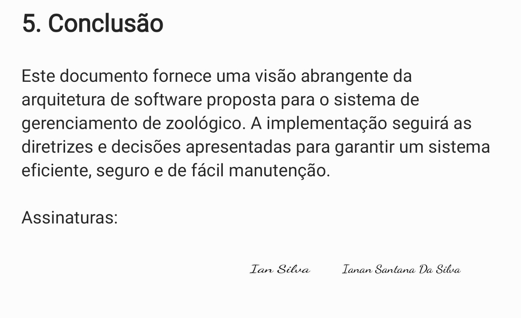 5. Conclusão
Este documento fornece uma visão abrangente da
arquitetura de software proposta para o sistema de
gerenciamento de zoológico. A implementação seguirá as
diretrizes e decisões apresentadas para garantir um sistema
eficiente, seguro e de fácil manutenção.
Assinaturas:
Ian Silva Ianan Santana Da Silva